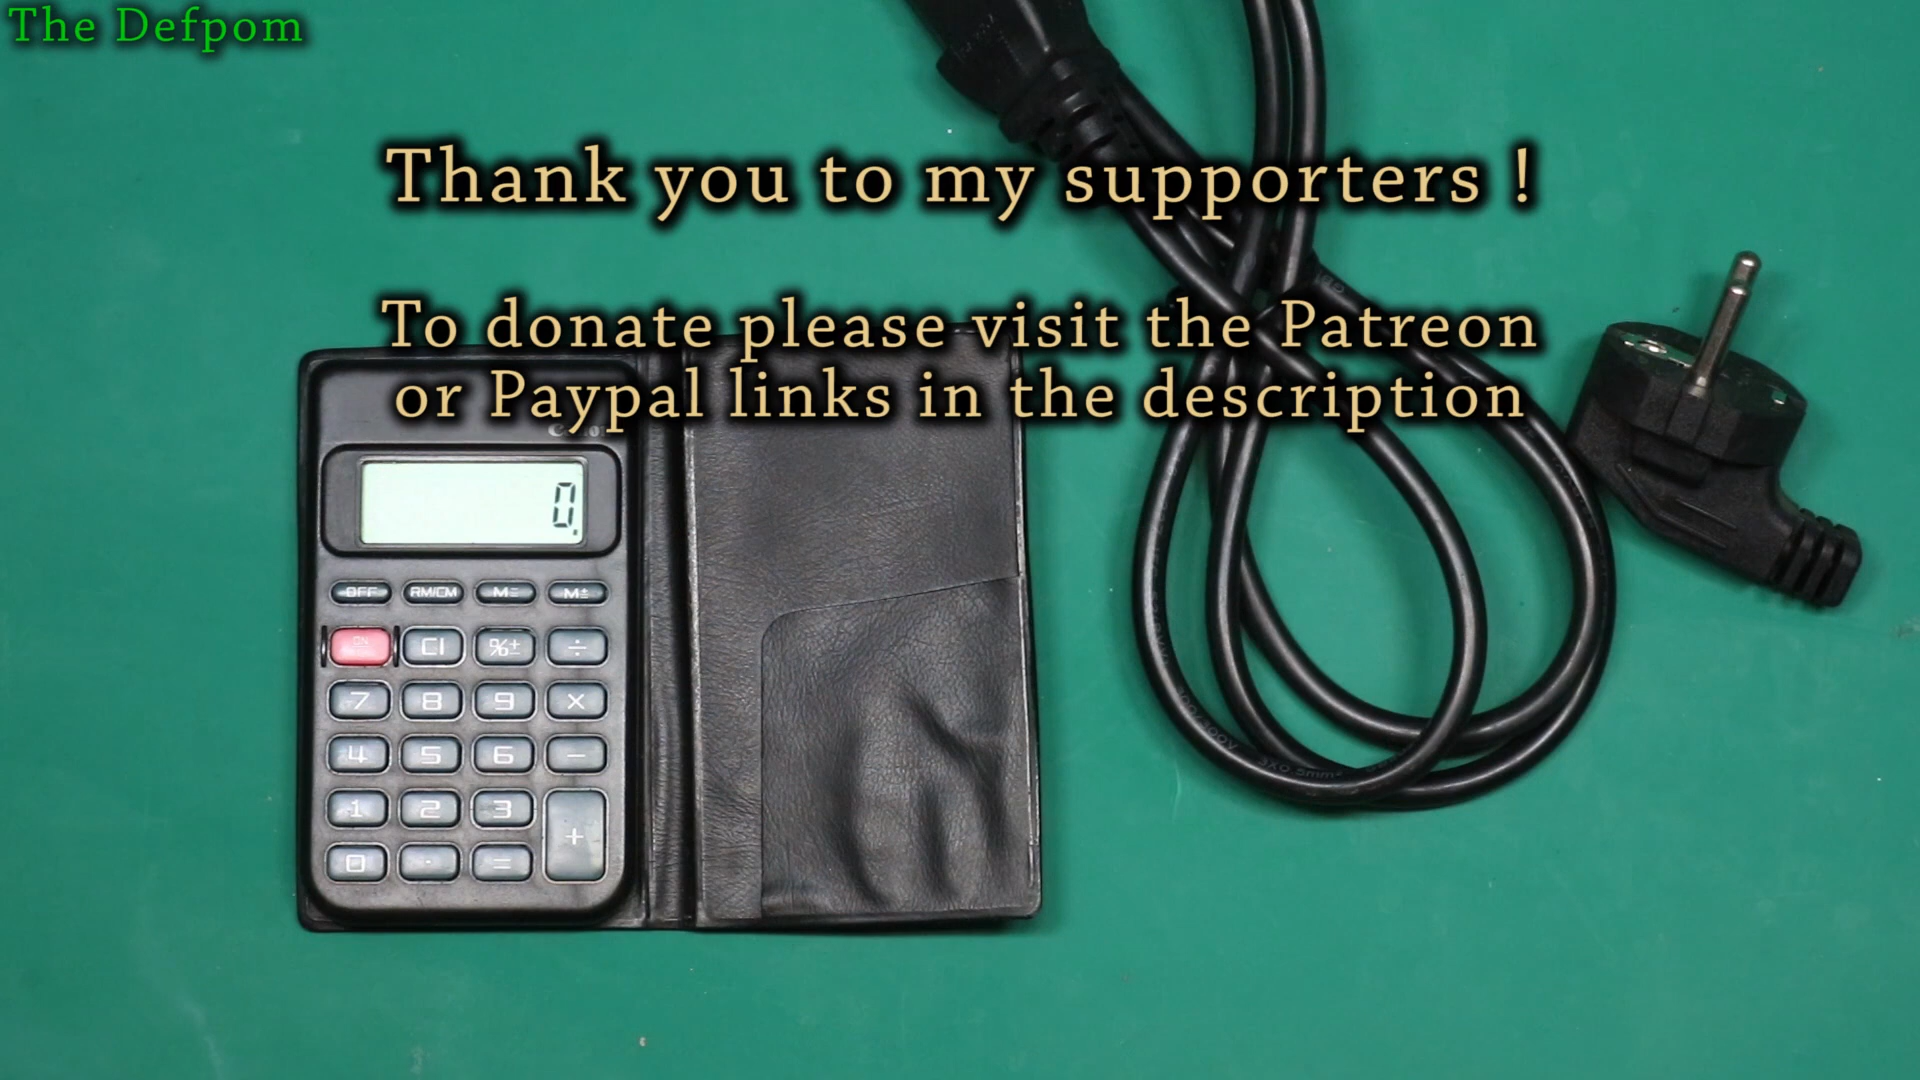 The Defpom
Thank you to my supporters !
To donate please visit the Patreon
or Paypal links in the description
0.
OFF RM/CM M= M±
ON CI %± ÷
7 8 9 ×
4 5 6 −
1 2 3
+
0 . =